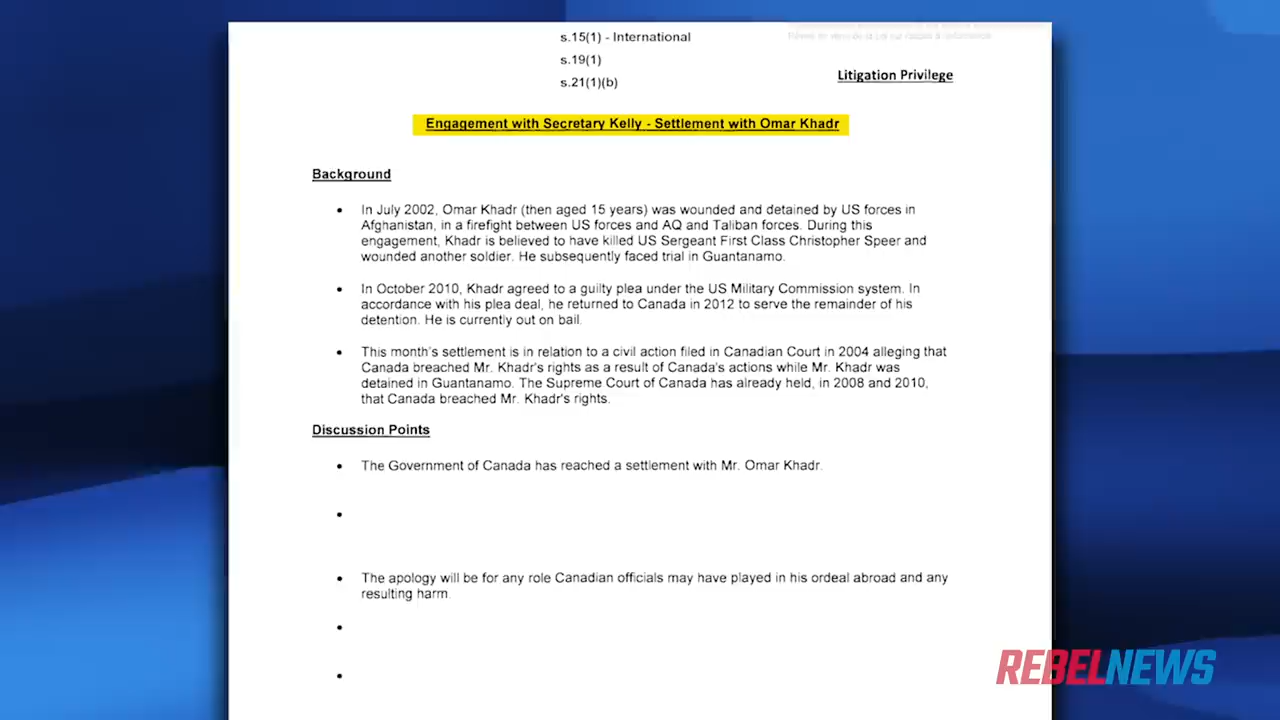 s.15(1) - International
s.19(1)
s.21(1)(b)
Litigation Privilege
Engagement with Secretary Kelly - Settlement with Omar Khadr
Background
• In July 2002, Omar Khadr (then aged 15 years) was wounded and detained by US forces in
Afghanistan, in a firefight between US forces and AQ and Taliban forces. During this
engagement, Khadr is believed to have killed US Sergeant First Class Christopher Speer and
wounded another soldier. He subsequently faced trial in Guantanamo.
• In October 2010, Khadr agreed to a guilty plea under the US Military Commission system. In
accordance with his plea deal, he returned to Canada in 2012 to serve the remainder of his
detention. He is currently out on bail.
• This month's settlement is in relation to a civil action filed in Canadian Court in 2004 alleging that
Canada breached Mr. Khadr's rights as a result of Canada's actions while Mr. Khadr was
detained in Guantanamo. The Supreme Court of Canada has already held, in 2008 and 2010,
that Canada breached Mr. Khadr's rights.
Discussion Points
• The Government of Canada has reached a settlement with Mr. Omar Khadr.
•
• The apology will be for any role Canadian officials may have played in his ordeal abroad and any
resulting harm.
•
•
REBELNEWS